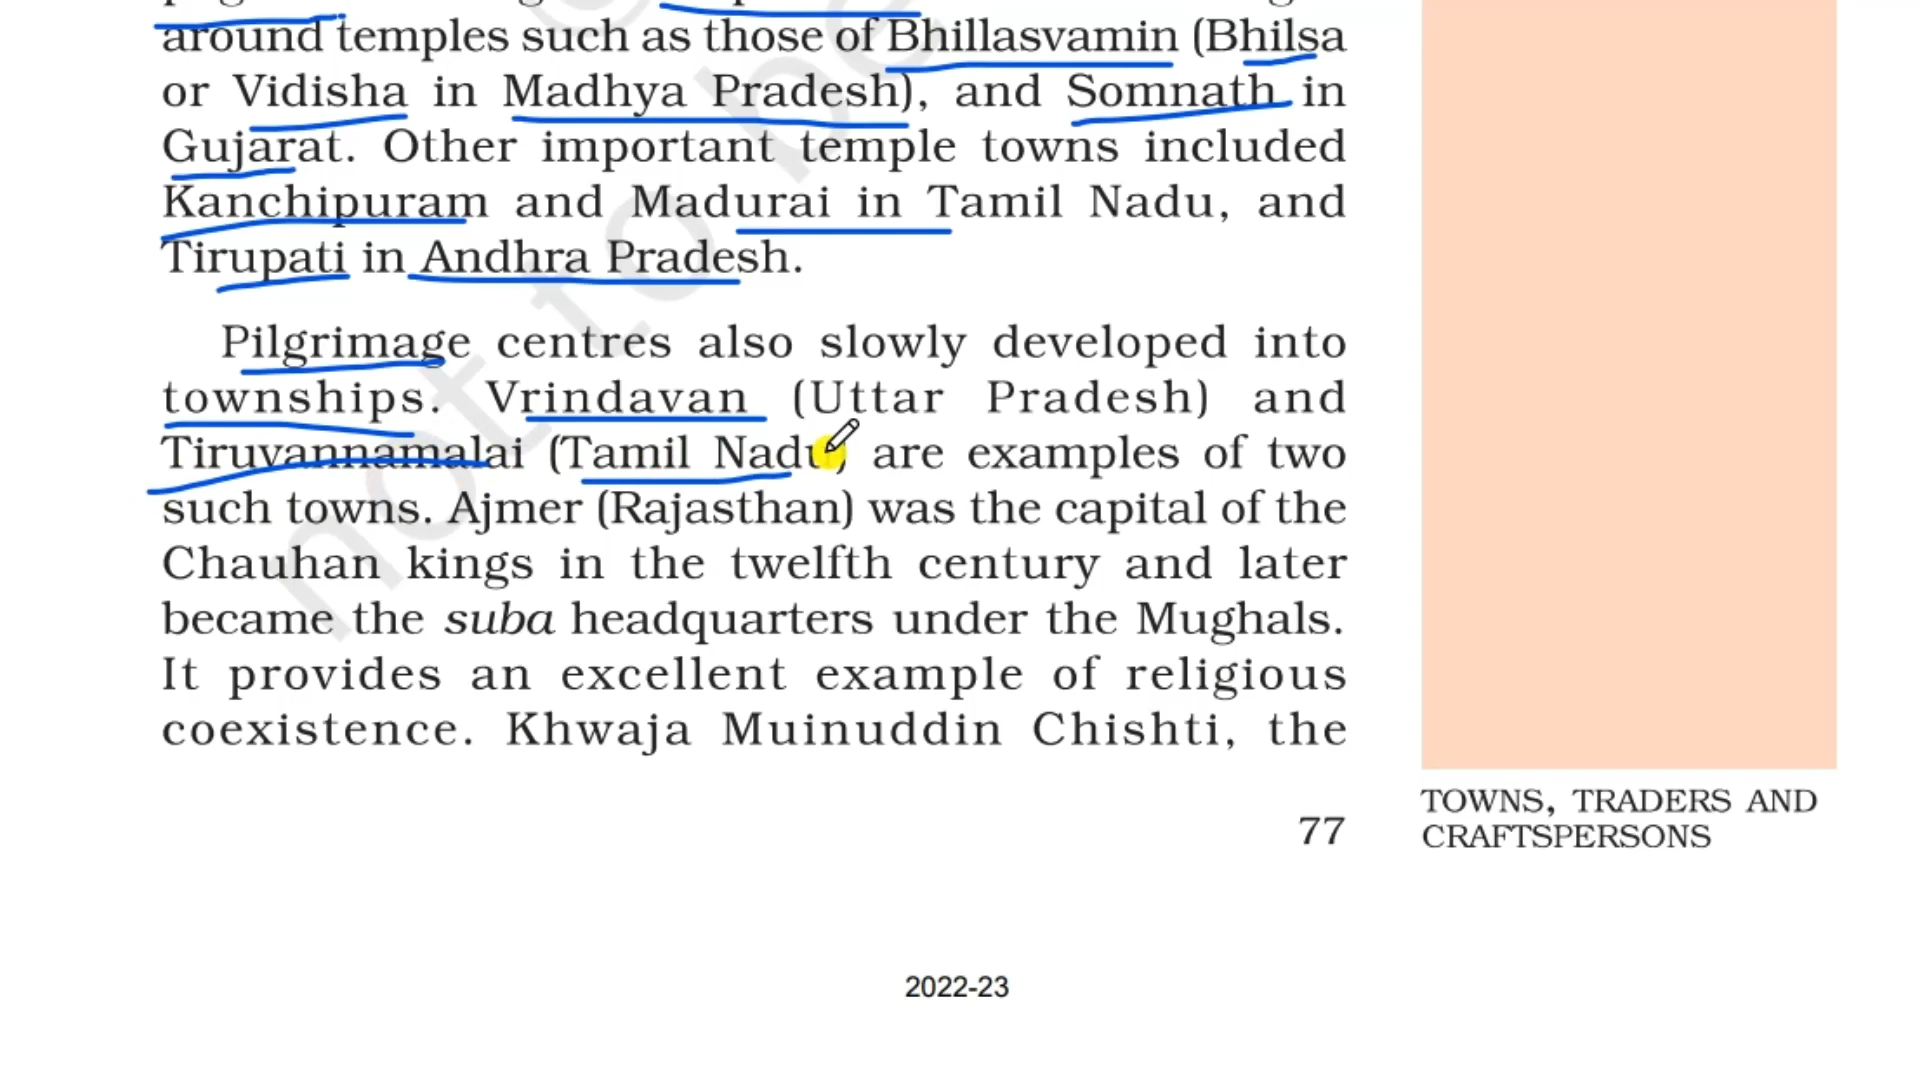 around temples such as those of Bhillasvamin (Bhilsa
or Vidisha in Madhya Pradesh), and Somnath in
Gujarat. Other important temple towns included
Kanchipuram and Madurai in Tamil Nadu, and
Tirupati in Andhra Pradesh.
Pilgrimage centres also slowly developed into
townships. Vrindavan (Uttar Pradesh) and
Tiruvannamalai (Tamil Nadu) are examples of two
such towns. Ajmer (Rajasthan) was the capital of the
Chauhan kings in the twelfth century and later
became the suba headquarters under the Mughals.
It provides an excellent example of religious
coexistence. Khwaja Muinuddin Chishti, the
77
TOWNS, TRADERS AND
CRAFTSPERSONS
2022-23
not to be